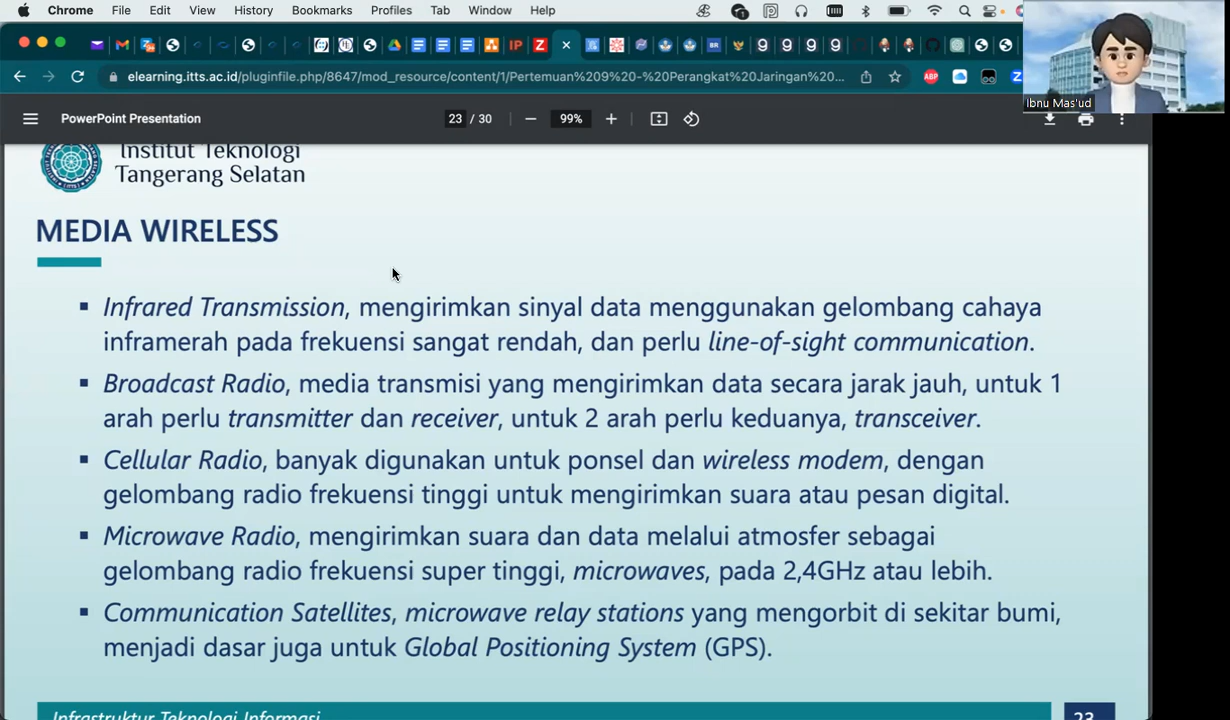 Chrome File Edit View History Bookmarks Profiles Tab Window Help
elearning.itts.ac.id/pluginfile.php/8647/mod_resource/content/1/Pertemuan%209%20-%20Perangkat%20Jaringan%20...
ABP
Ibnu Mas'ud
PowerPoint Presentation 23 / 30 99%
Institut Teknologi
Tangerang Selatan
MEDIA WIRELESS
▪ Infrared Transmission, mengirimkan sinyal data menggunakan gelombang cahaya
inframerah pada frekuensi sangat rendah, dan perlu line-of-sight communication.
▪ Broadcast Radio, media transmisi yang mengirimkan data secara jarak jauh, untuk 1
arah perlu transmitter dan receiver, untuk 2 arah perlu keduanya, transceiver.
▪ Cellular Radio, banyak digunakan untuk ponsel dan wireless modem, dengan
gelombang radio frekuensi tinggi untuk mengirimkan suara atau pesan digital.
▪ Microwave Radio, mengirimkan suara dan data melalui atmosfer sebagai
gelombang radio frekuensi super tinggi, microwaves, pada 2,4GHz atau lebih.
▪ Communication Satellites, microwave relay stations yang mengorbit di sekitar bumi,
menjadi dasar juga untuk Global Positioning System (GPS).
Infrastruktur Teknologi Informasi
23